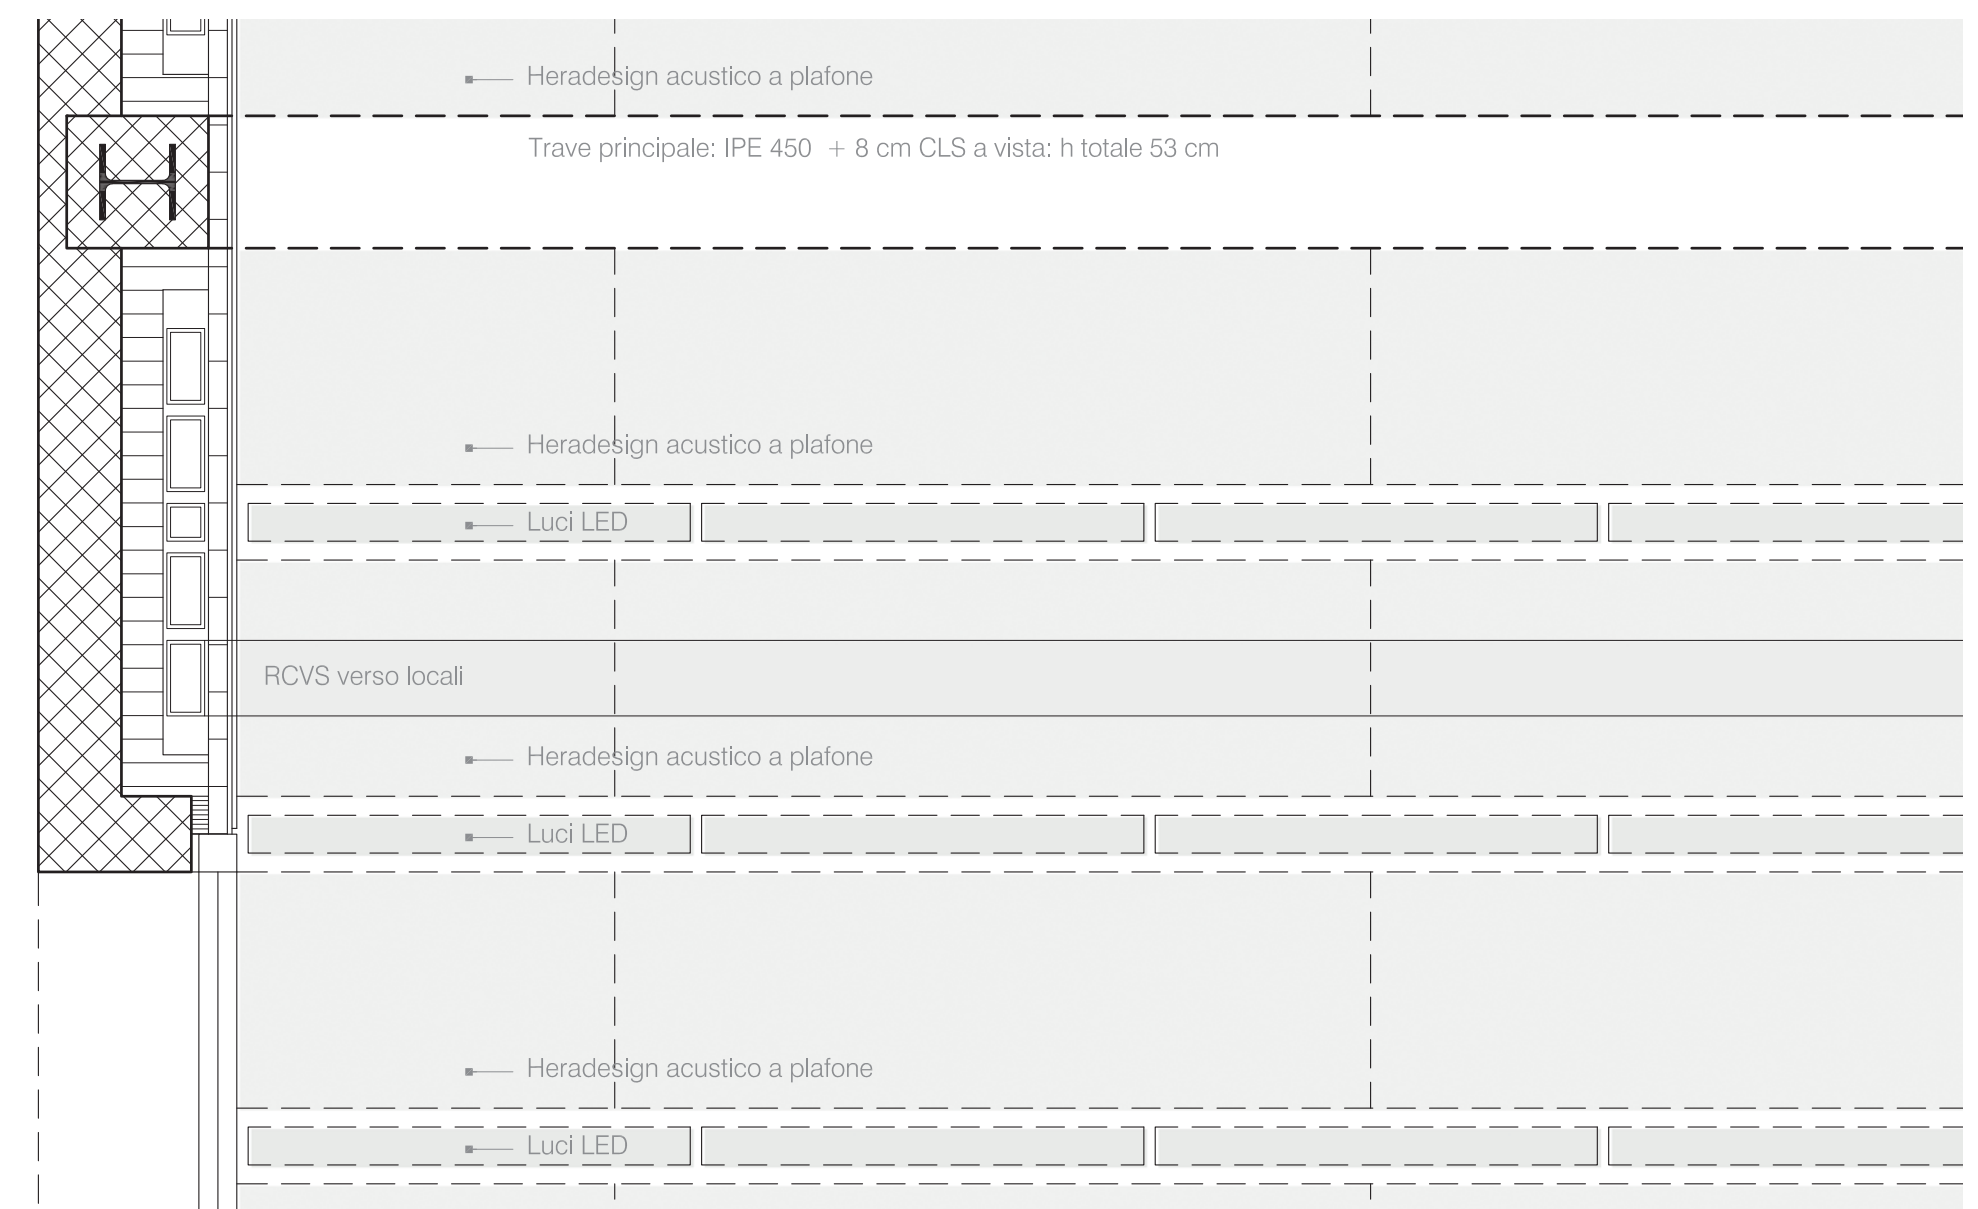 Heradesign acustico a plafone
Trave principale: IPE 450 + 8 cm CLS a vista: h totale 53 cm
Heradesign acustico a plafone
Luci LED
RCVS verso locali
Heradesign acustico a plafone
Luci LED
Heradesign acustico a plafone
Luci LED